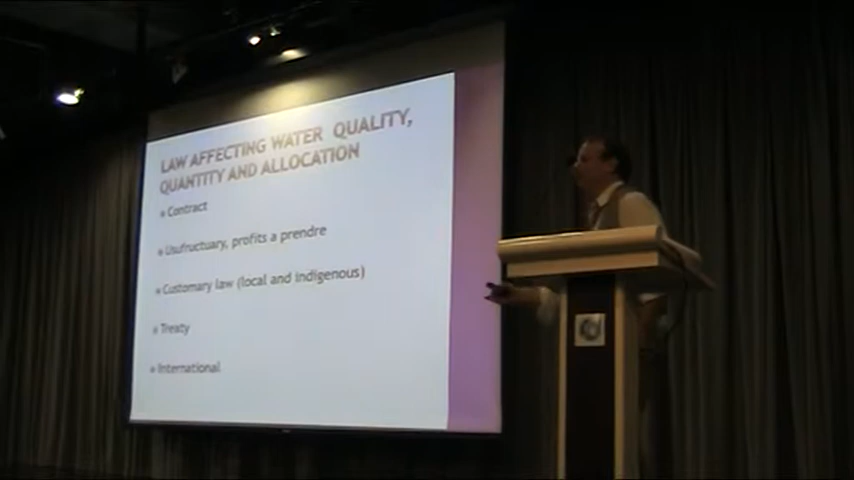 LAW AFFECTING WATER QUALITY,
QUANTITY AND ALLOCATION
Contract
Usufructuary, profits a prendre
Customary law (local and indigenous)
Treaty
International